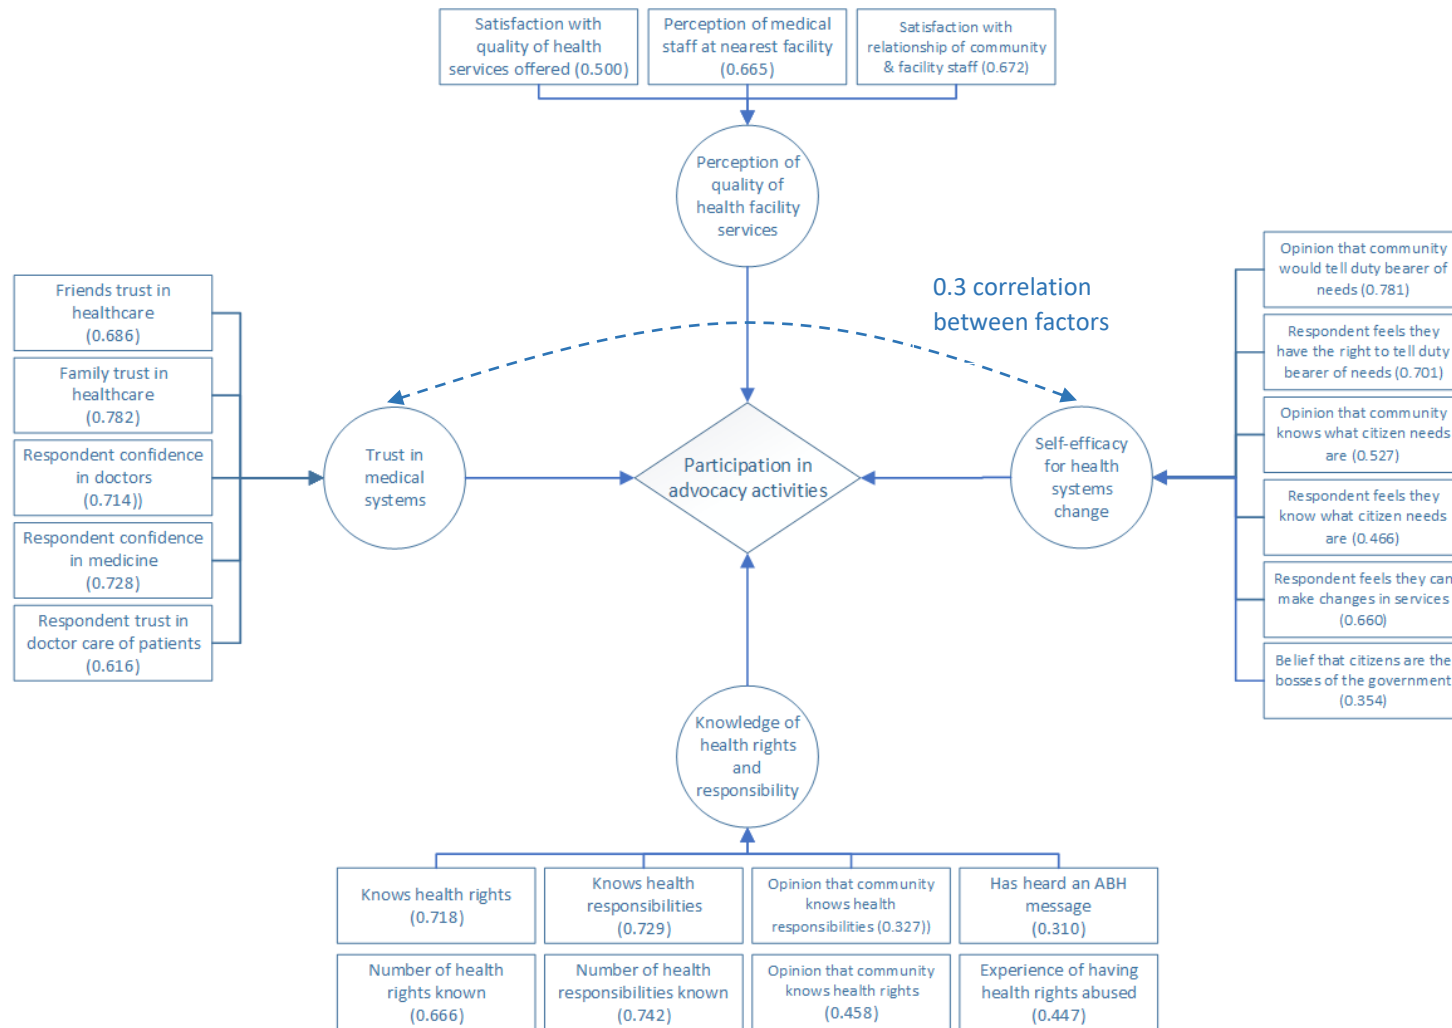 Satisfaction with
quality of health
services offered (0.500)
Perception of medical
staff at nearest facility
(0.665)
Satisfaction with
relationship of community
& facility staff (0.672)
Perception of
quality of
health facility
services
0.3 correlation
between factors
Friends trust in
healthcare
(0.686)
Family trust in
healthcare
(0.782)
Respondent confidence
in doctors
(0.714))
Respondent confidence
in medicine
(0.728)
Respondent trust in
doctor care of patients
(0.616)
Trust in
medical
systems
Participation in
advocacy activities
Self-efficacy
for health
systems
change
Opinion that community
would tell duty bearer of
needs (0.781)
Respondent feels they
have the right to tell duty
bearer of needs (0.701)
Opinion that community
knows what citizen needs
are (0.527)
Respondent feels they
know what citizen needs
are (0.466)
Respondent feels they can
make changes in services
(0.660)
Belief that citizens are the
bosses of the government
(0.354)
Knowledge of
health rights
and
responsibility
Knows health rights
(0.718)
Knows health
responsibilities
(0.729)
Opinion that community
knows health
responsibilities (0.327))
Has heard an ABH
message
(0.310)
Number of health
rights known
(0.666)
Number of health
responsibilities known
(0.742)
Opinion that community
knows health rights
(0.458)
Experience of having
health rights abused
(0.447)